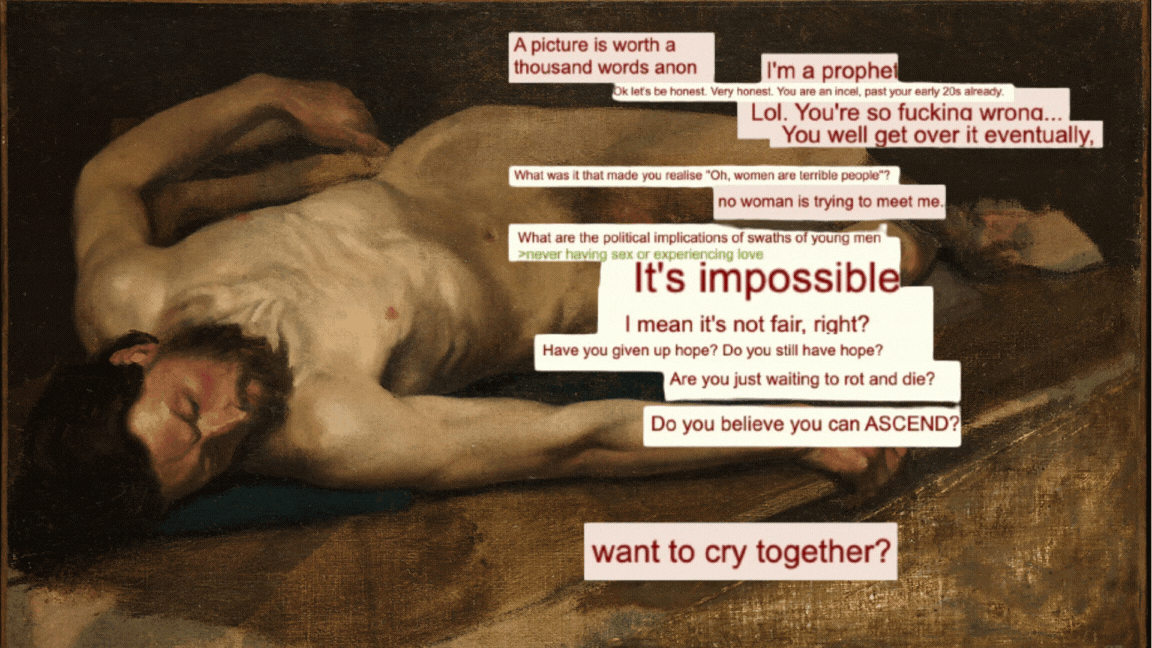 A picture is worth a
thousand words anon
I'm a prophet
Ok let's be honest. Very honest. You are an incel, past your early 20s already.
Lol. You're so fucking wrong...
You well get over it eventually,
What was it that made you realise "Oh, women are terrible people"?
no woman is trying to meet me.
What are the political implications of swaths of young men
>never having sex or experiencing love
It's impossible
I mean it's not fair, right?
Have you given up hope? Do you still have hope?
Are you just waiting to rot and die?
Do you believe you can ASCEND?
want to cry together?